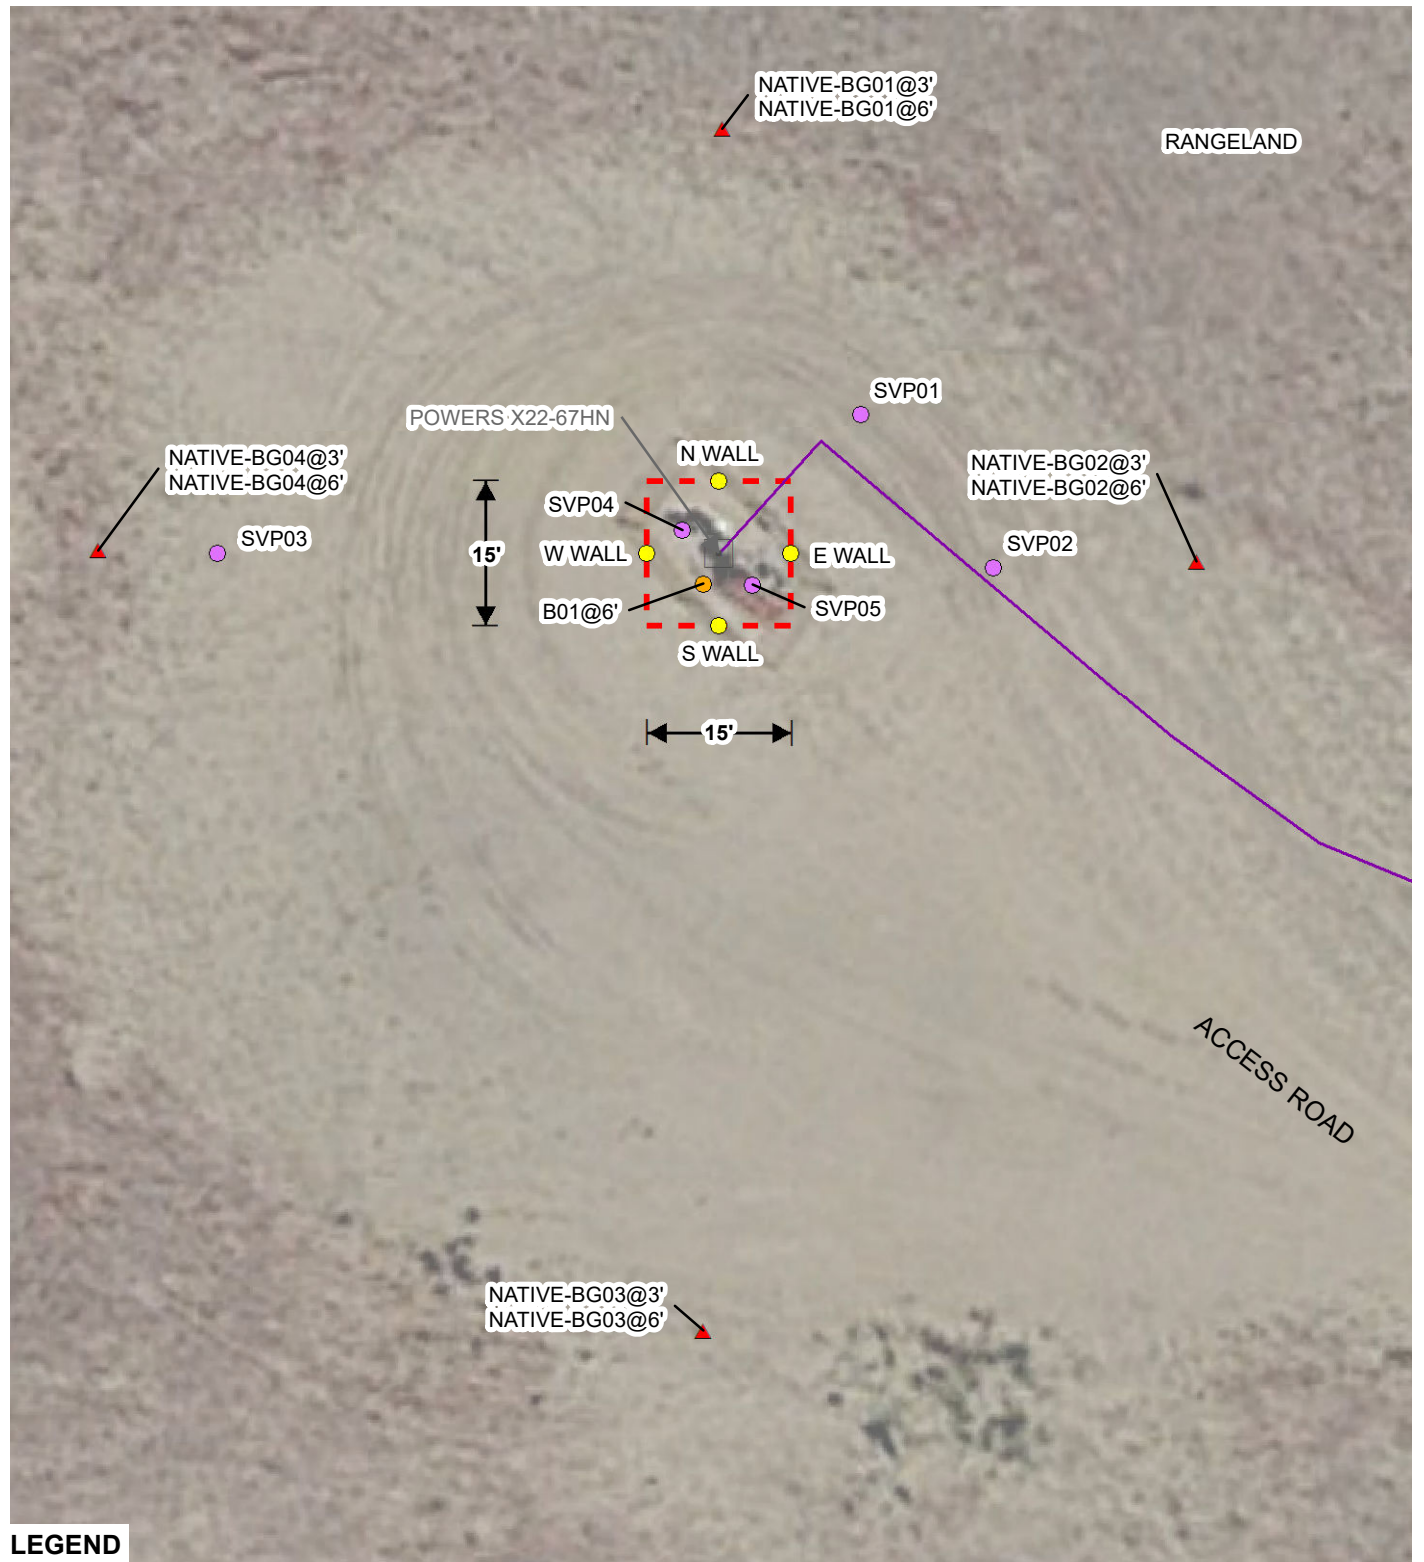 NATIVE-BG01@3'
NATIVE-BG01@6'
RANGELAND
SVP01
POWERS X22-67HN
N WALL
NATIVE-BG04@3'
NATIVE-BG04@6'
NATIVE-BG02@3'
NATIVE-BG02@6'
SVP04
SVP03
15'
W WALL
E WALL
SVP02
B01@6'
SVP05
S WALL
15'
ACCESS ROAD
NATIVE-BG03@3'
NATIVE-BG03@6'
LEGEND